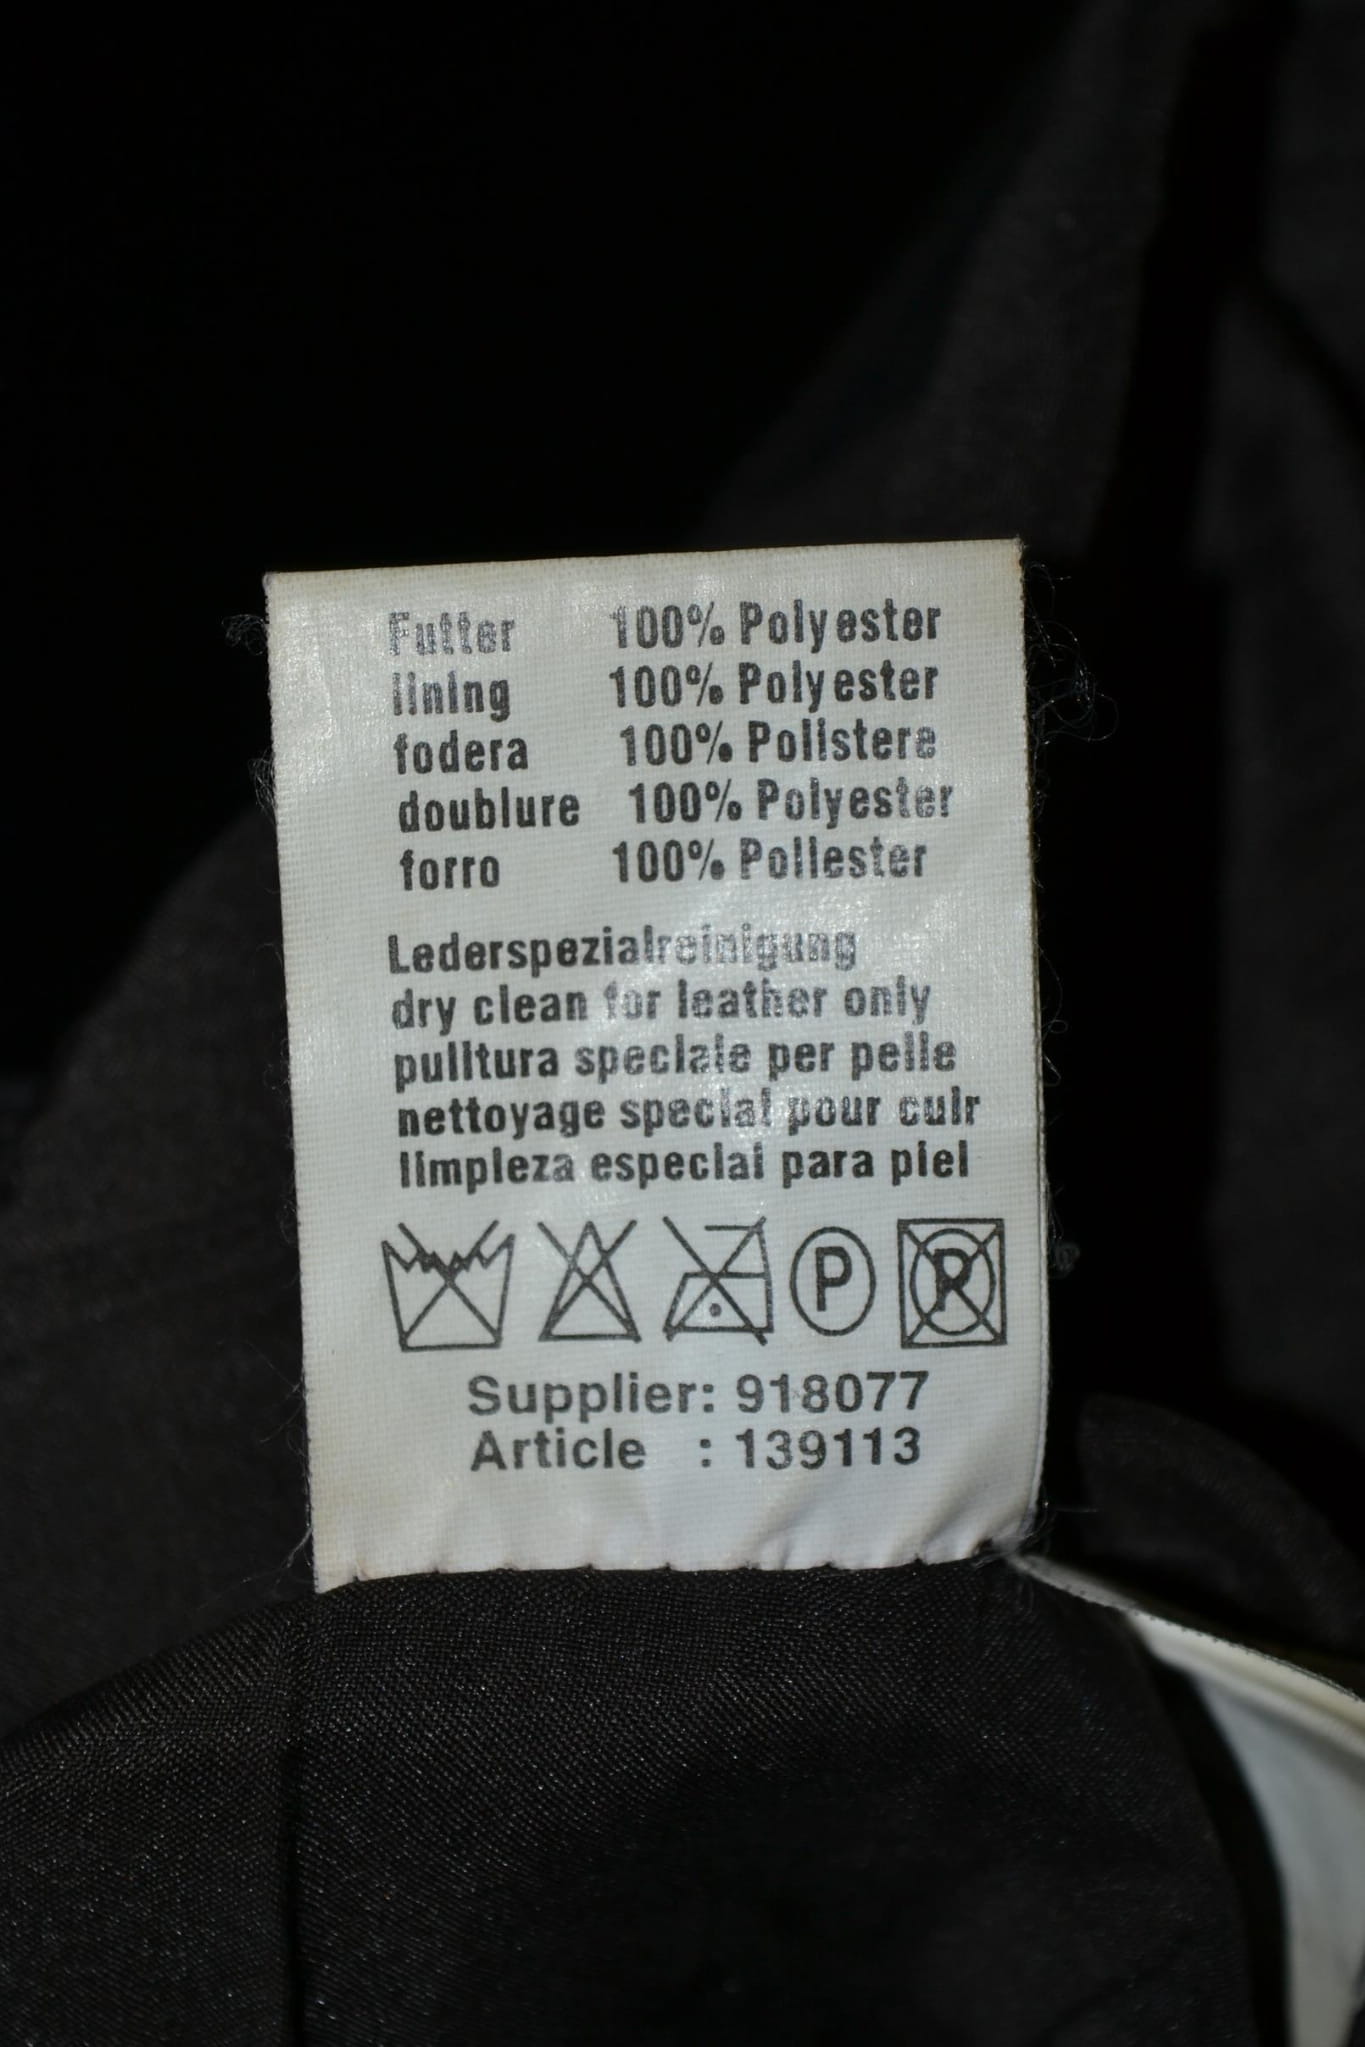 Futter 100% Polyester
lining 100% Polyester
fodera 100% Polistere
doublure 100% Polyester
forro 100% Poliester
Lederspezialreinigung
dry clean for leather only
pulitura speciale per pelle
nettoyage special pour cuir
limpieza especial para piel
P R
Supplier: 918077
Article : 139113